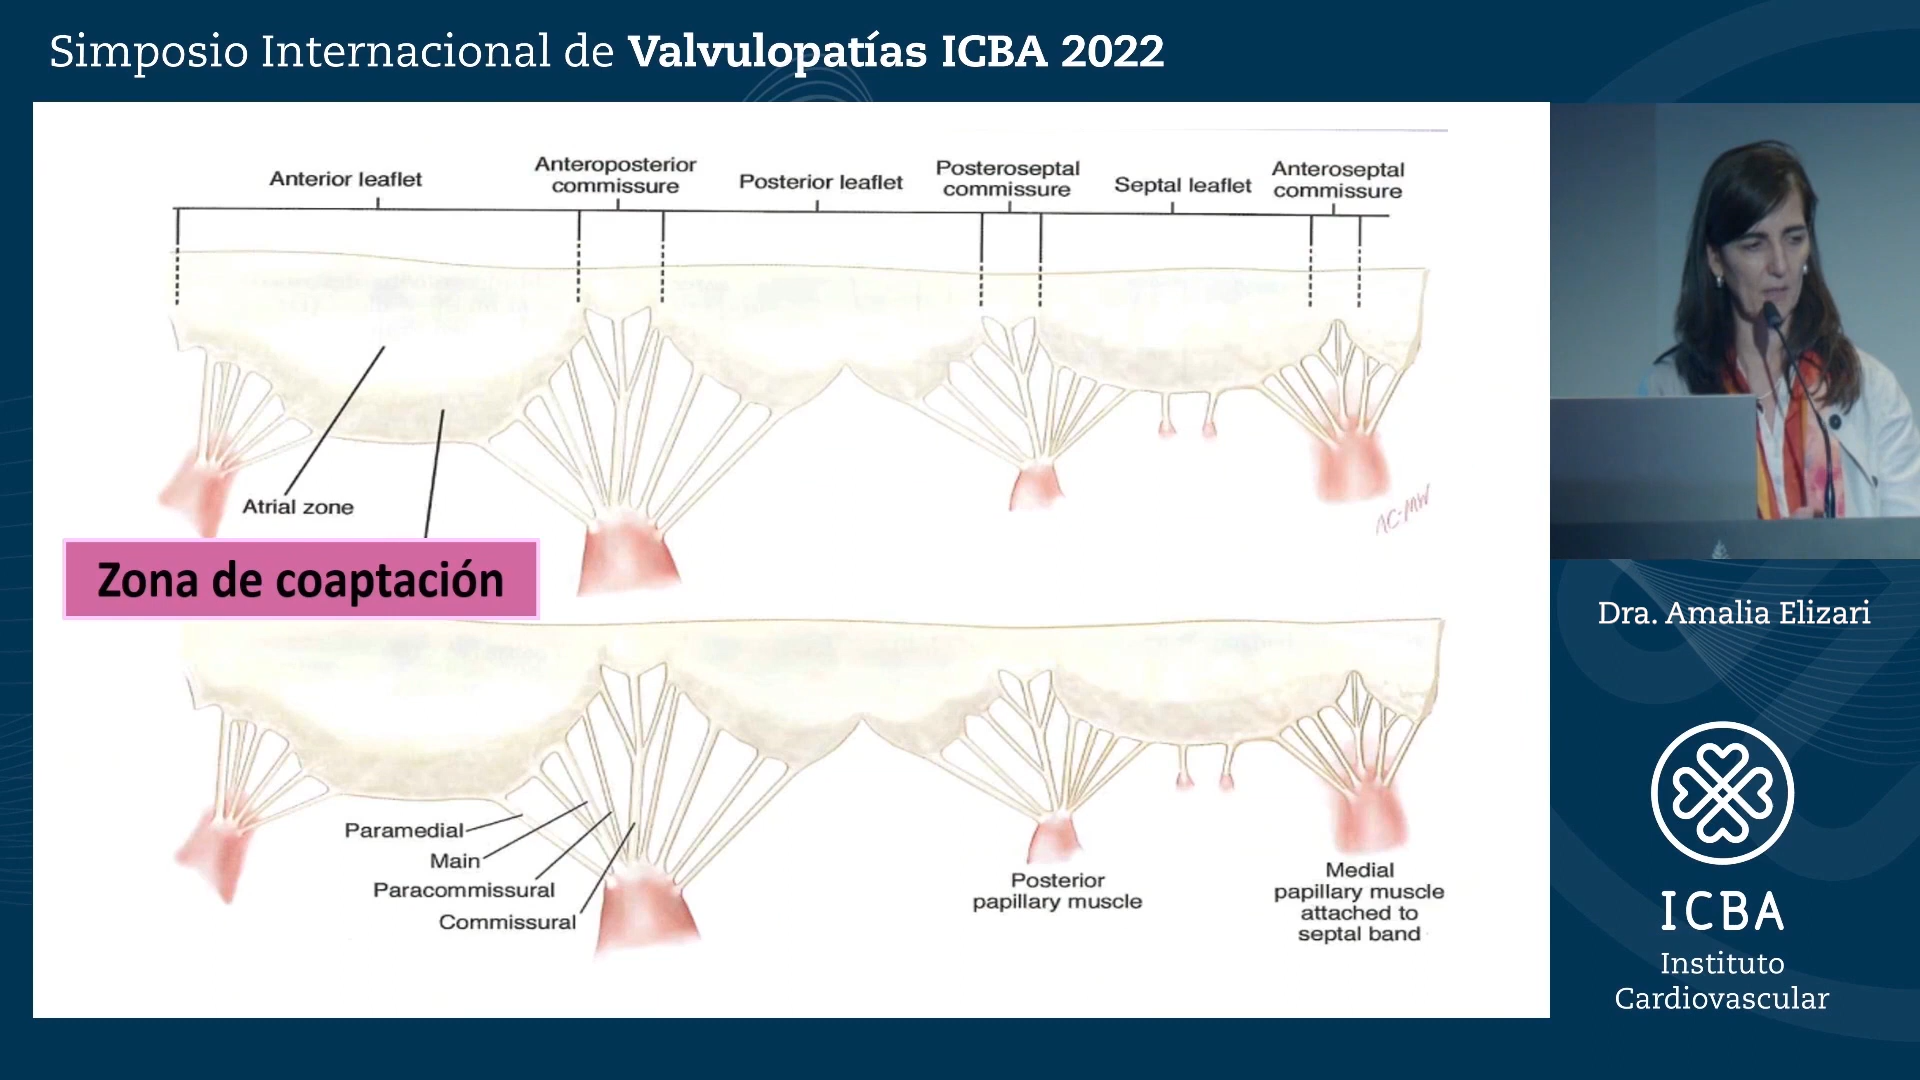 Simposio Internacional de Valvulopatías ICBA 2022
Anterior leaflet
Anteroposterior
commissure
Posterior leaflet
Posteroseptal
commissure
Septal leaflet
Anteroseptal
commissure
Atrial zone
AC-MW
Zona de coaptación
Paramedial
Main
Paracommissural
Commissural
Posterior
papillary muscle
Medial
papillary muscle
attached to
septal band
Dra. Amalia Elizari
ICBA
Instituto
Cardiovascular